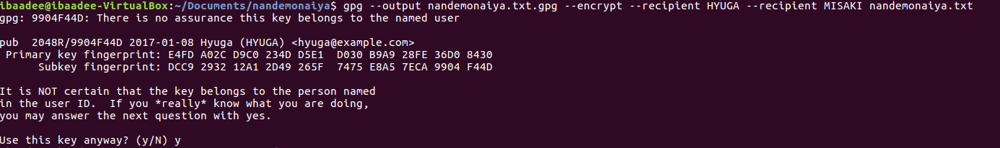 ibaadee@ibaadee-VirtualBox:~/Documents/nandemonaiya$ gpg --output nandemonaiya.txt.gpg --encrypt --recipient HYUGA --recipient MISAKI nandemonaiya.txt
gpg: 9904F44D: There is no assurance this key belongs to the named user
pub  2048R/9904F44D 2017-01-08 Hyuga (HYUGA) <hyuga@example.com>
 Primary key fingerprint: E4FD A02C D9C0 234D D5E1  D030 B9A9 28FE 36D0 8430
      Subkey fingerprint: DCC9 2932 12A1 2D49 265F  7475 E8A5 7ECA 9904 F44D
It is NOT certain that the key belongs to the person named
in the user ID.  If you *really* know what you are doing,
you may answer the next question with yes.
Use this key anyway? (y/N) y